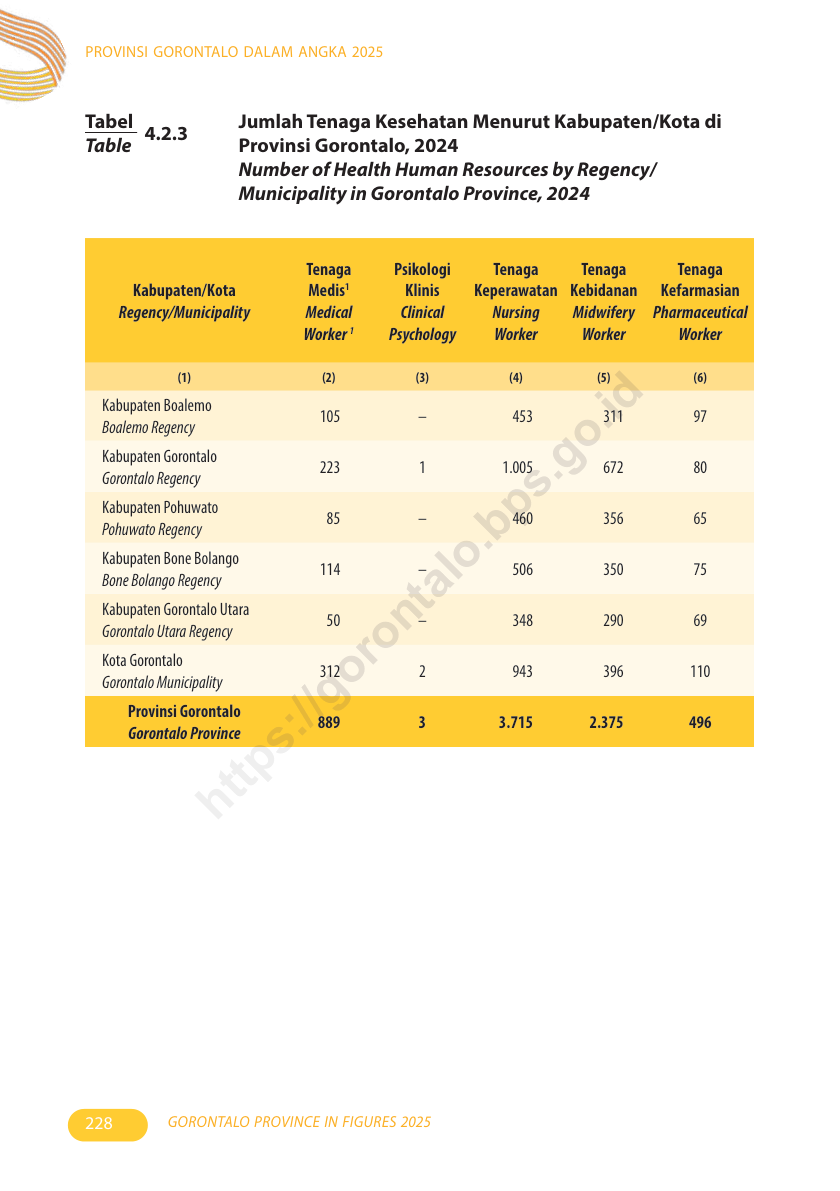 PROVINSI GORONTALO DALAM ANGKA 2025
Tabel
Table
4.2.3
Jumlah Tenaga Kesehatan Menurut Kabupaten/Kota di
Provinsi Gorontalo, 2024
Number of Health Human Resources by Regency/
Municipality in Gorontalo Province, 2024
Kabupaten/Kota
Regency/Municipality
Tenaga
Medis¹
Medical
Worker ¹
Psikologi
Klinis
Clinical
Psychology
Tenaga
Keperawatan
Nursing
Worker
Tenaga
Kebidanan
Midwifery
Worker
Tenaga
Kefarmasian
Pharmaceutical
Worker
(1) (2) (3) (4) (5) (6)
Kabupaten Boalemo
Boalemo Regency
105 – 453 311 97
Kabupaten Gorontalo
Gorontalo Regency
223 1 1.005 672 80
Kabupaten Pohuwato
Pohuwato Regency
85 – 460 356 65
Kabupaten Bone Bolango
Bone Bolango Regency
114 – 506 350 75
Kabupaten Gorontalo Utara
Gorontalo Utara Regency
50 – 348 290 69
Kota Gorontalo
Gorontalo Municipality
312 2 943 396 110
Provinsi Gorontalo
Gorontalo Province
889 3 3.715 2.375 496
https://gorontalo.bps.go.id
228
GORONTALO PROVINCE IN FIGURES 2025